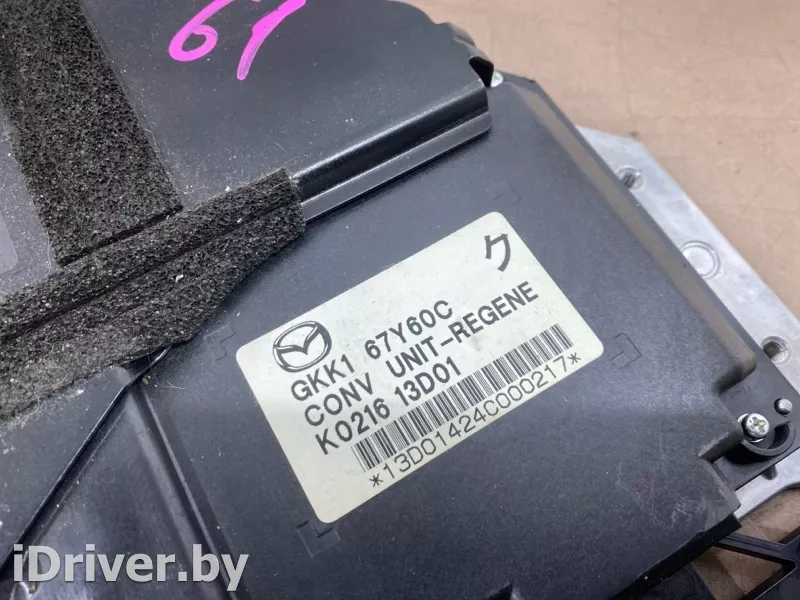 67
ク
GKK1 67Y60C
CONV UNIT-REGENE
K0216 13D01
*13D01424C000217*
iDriver.by